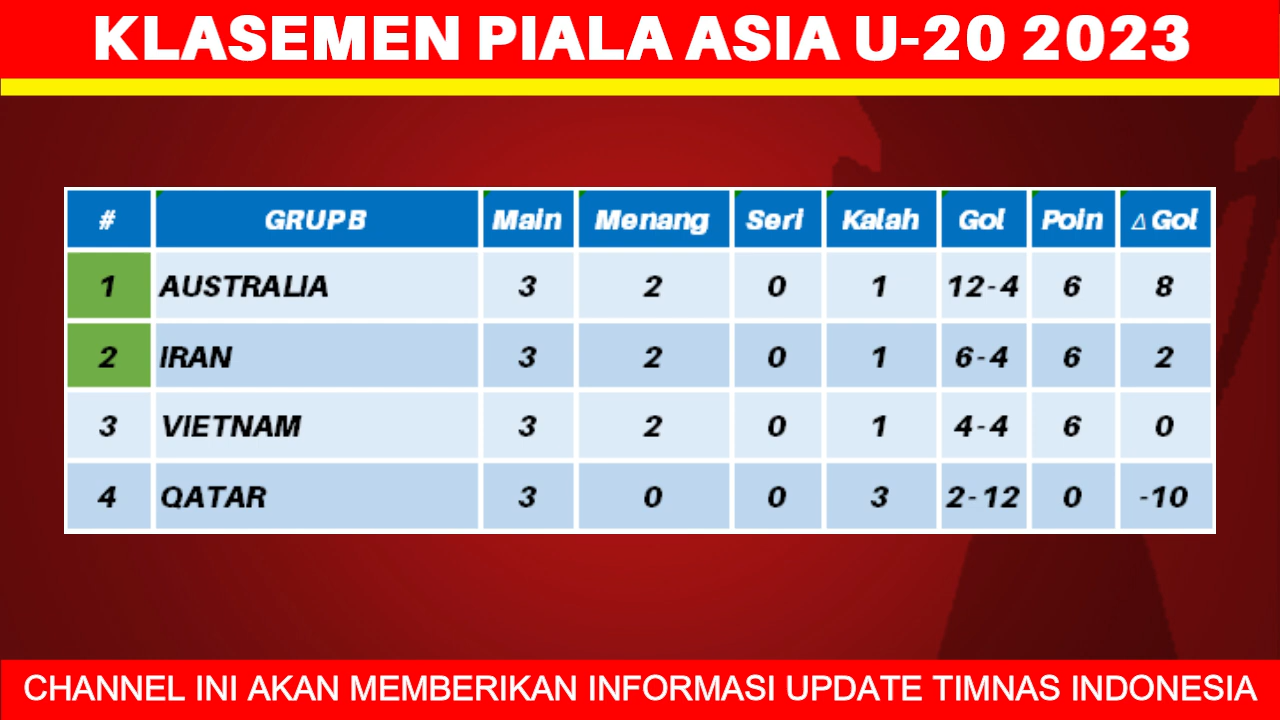 KLASEMEN PIALA ASIA U-20 2023
# GRUP B Main Menang Seri Kalah Gol Poin △ Gol
1 AUSTRALIA 3 2 0 1 12-4 6 8
2 IRAN 3 2 0 1 6-4 6 2
3 VIETNAM 3 2 0 1 4-4 6 0
4 QATAR 3 0 0 3 2-12 0 -10
CHANNEL INI AKAN MEMBERIKAN INFORMASI UPDATE TIMNAS INDONESIA